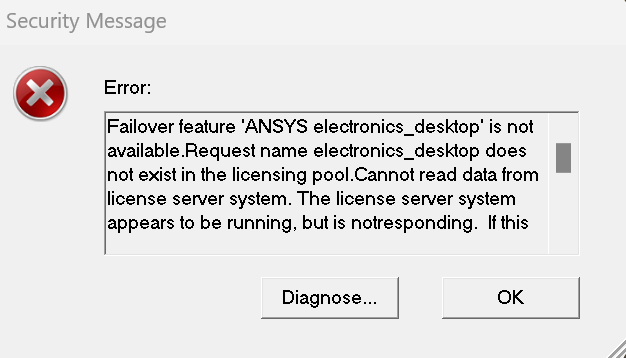 Security Message
Error:
Failover feature 'ANSYS electronics_desktop' is not
available.Request name electronics_desktop does
not exist in the licensing pool.Cannot read data from
license server system. The license server system
appears to be running, but is notresponding.  If this
Diagnose...
OK